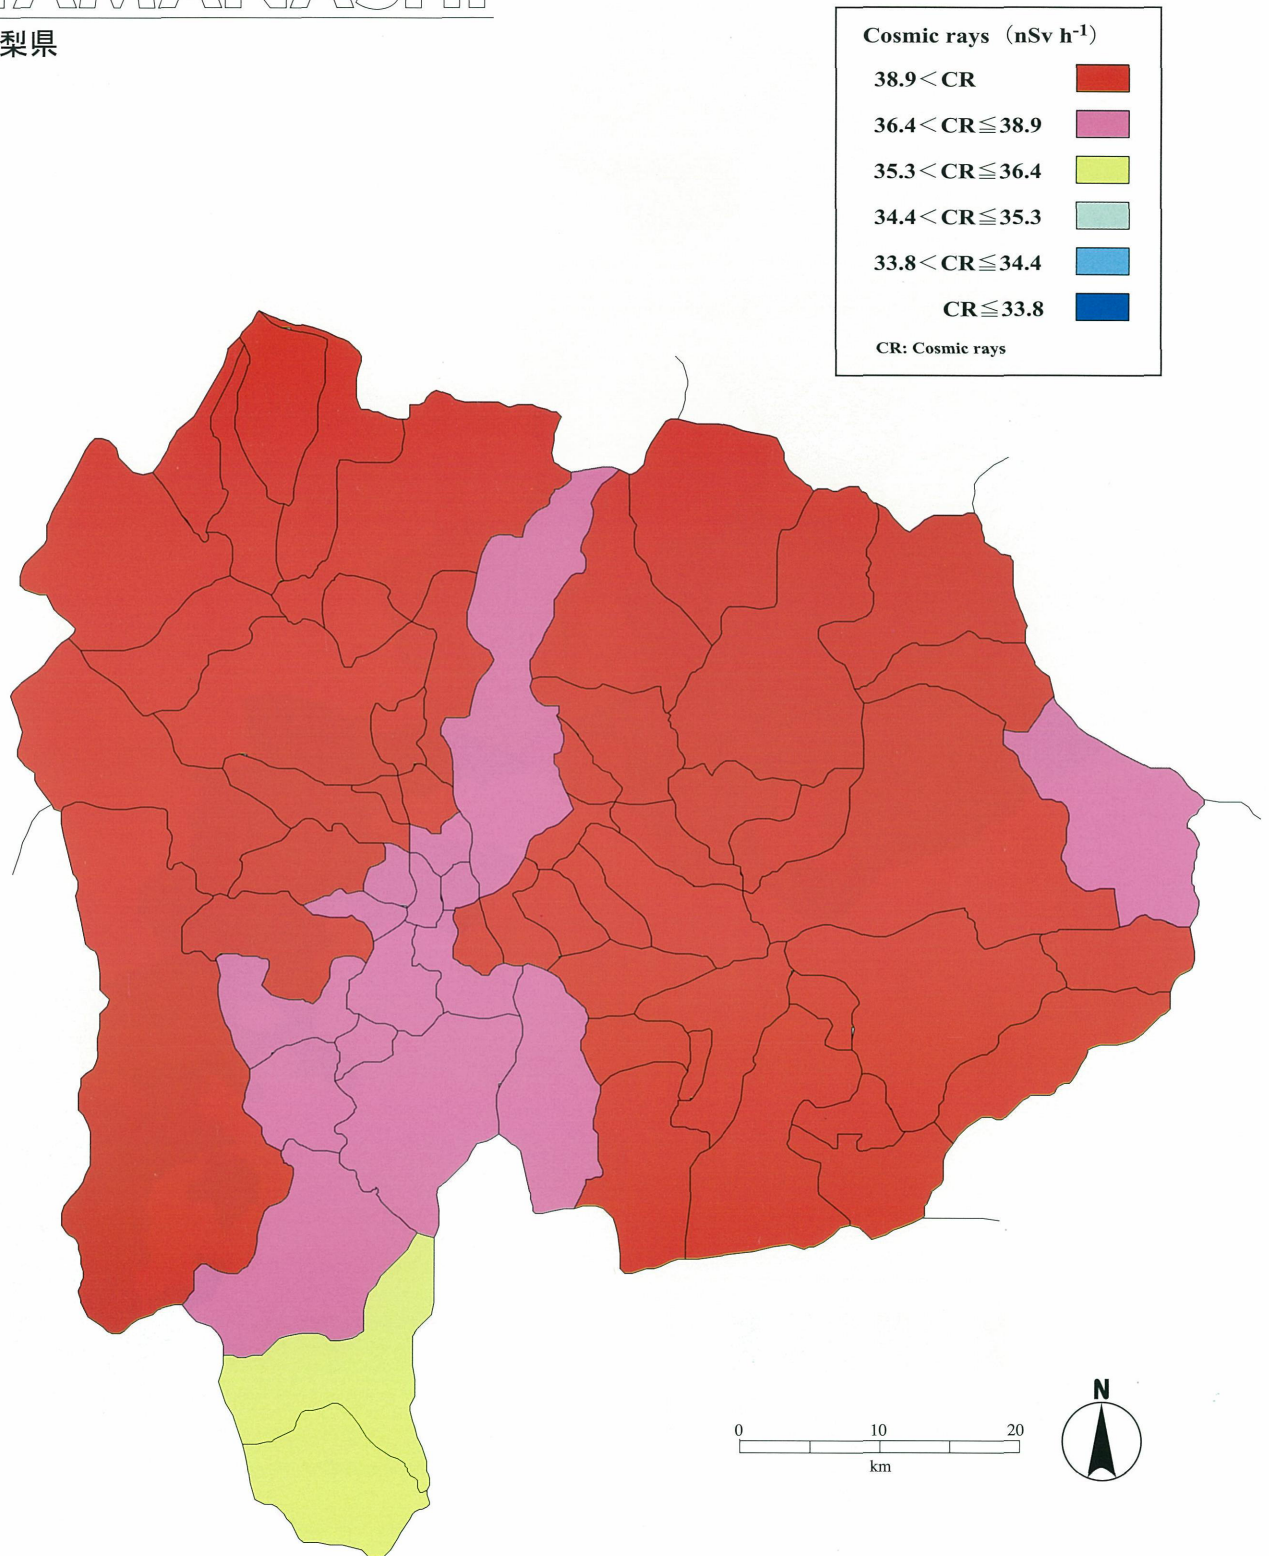 YAMANASHI
梨県
Cosmic rays (nSv h⁻¹)
38.9＜CR
36.4＜CR≦38.9
35.3＜CR≦36.4
34.4＜CR≦35.3
33.8＜CR≦34.4
CR≦33.8
CR: Cosmic rays
N
0 10 20
km